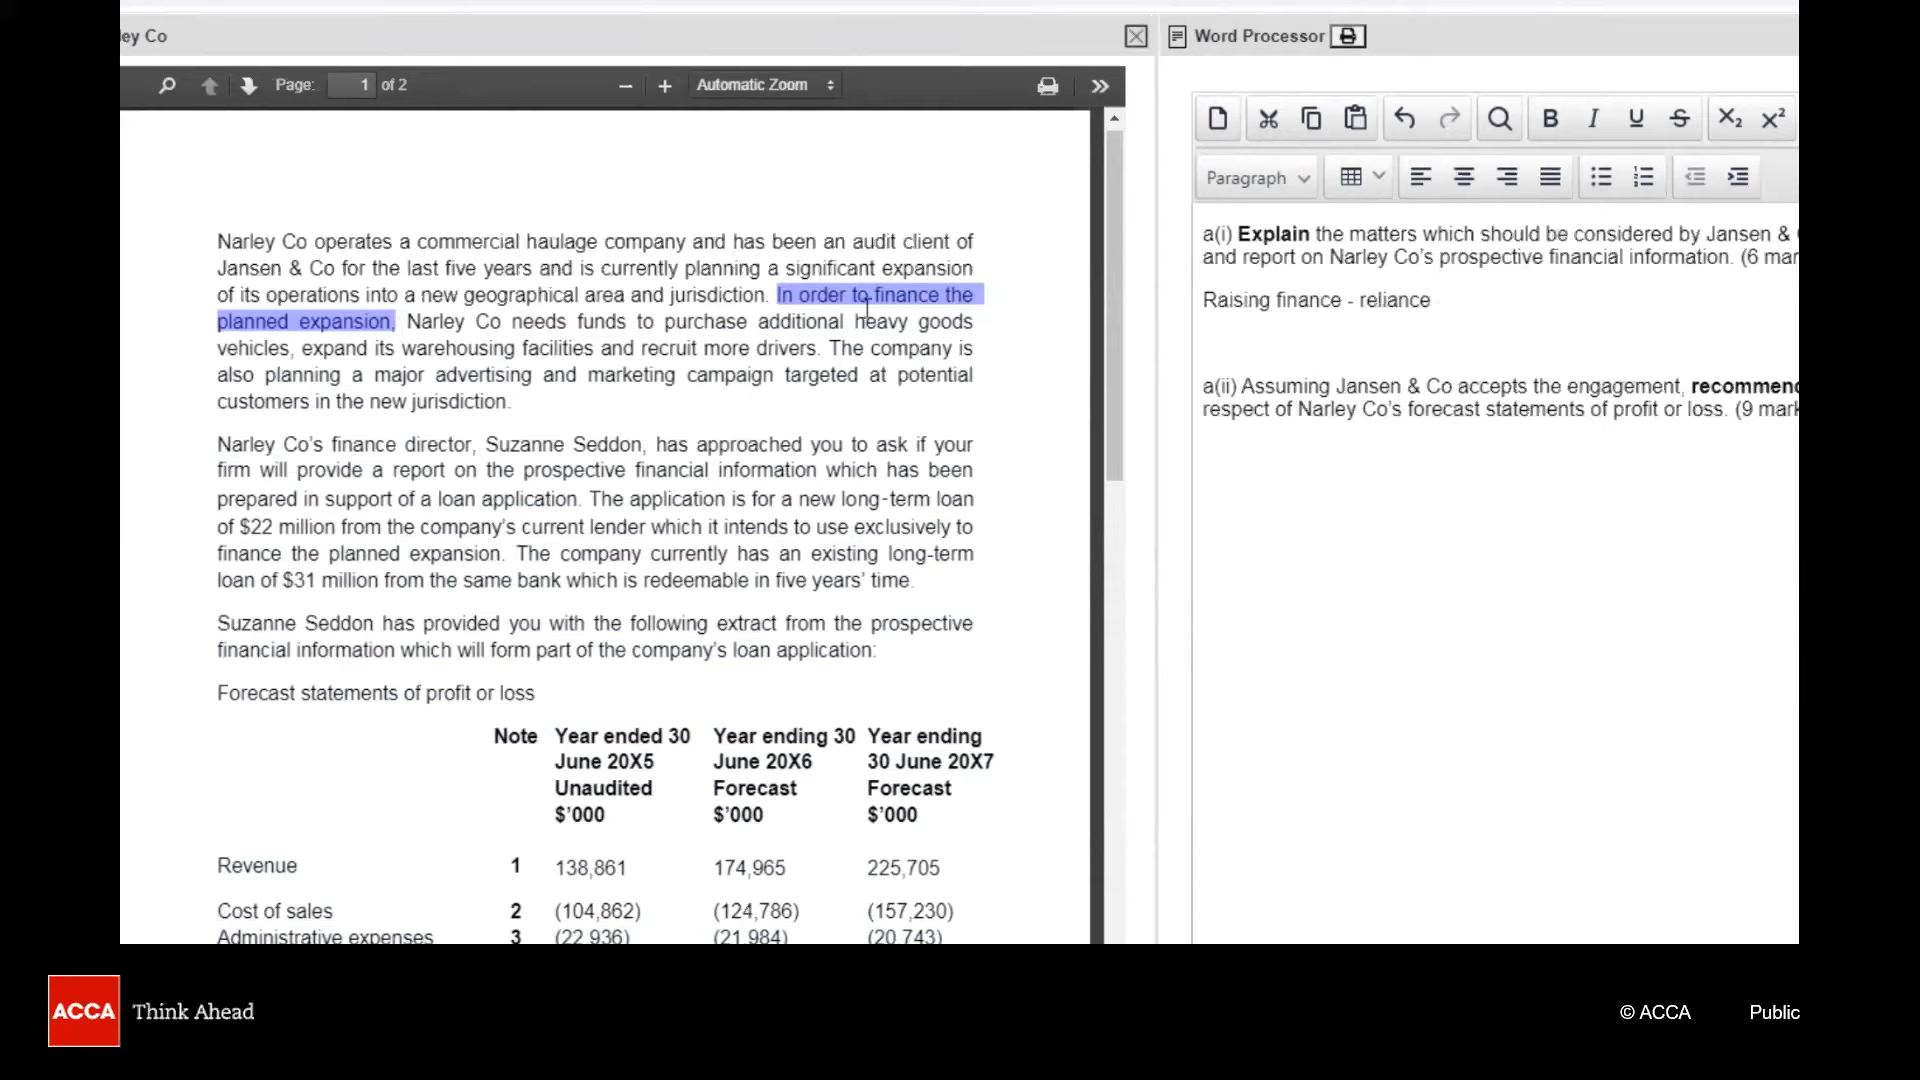 ey Co
Word Processor
Page: 1 of 2
Automatic Zoom
Paragraph
Narley Co operates a commercial haulage company and has been an audit client of
Jansen & Co for the last five years and is currently planning a significant expansion
of its operations into a new geographical area and jurisdiction. In order to finance the
planned expansion, Narley Co needs funds to purchase additional heavy goods
vehicles, expand its warehousing facilities and recruit more drivers. The company is
also planning a major advertising and marketing campaign targeted at potential
customers in the new jurisdiction.
Narley Co's finance director, Suzanne Seddon, has approached you to ask if your
firm will provide a report on the prospective financial information which has been
prepared in support of a loan application. The application is for a new long-term loan
of $22 million from the company's current lender which it intends to use exclusively to
finance the planned expansion. The company currently has an existing long-term
loan of $31 million from the same bank which is redeemable in five years' time.
Suzanne Seddon has provided you with the following extract from the prospective
financial information which will form part of the company's loan application:
Forecast statements of profit or loss
Note Year ended 30 Year ending 30 Year ending
June 20X5 June 20X6 30 June 20X7
Unaudited Forecast Forecast
$'000 $'000 $'000
Revenue 1 138,861 174,965 225,705
Cost of sales 2 (104,862) (124,786) (157,230)
Administrative expenses 3 (22,936) (21,984) (20,743)
a(i) Explain the matters which should be considered by Jansen &
and report on Narley Co's prospective financial information. (6 mar
Raising finance - reliance
a(ii) Assuming Jansen & Co accepts the engagement, recommend
respect of Narley Co's forecast statements of profit or loss. (9 mark
ACCA Think Ahead
© ACCA Public